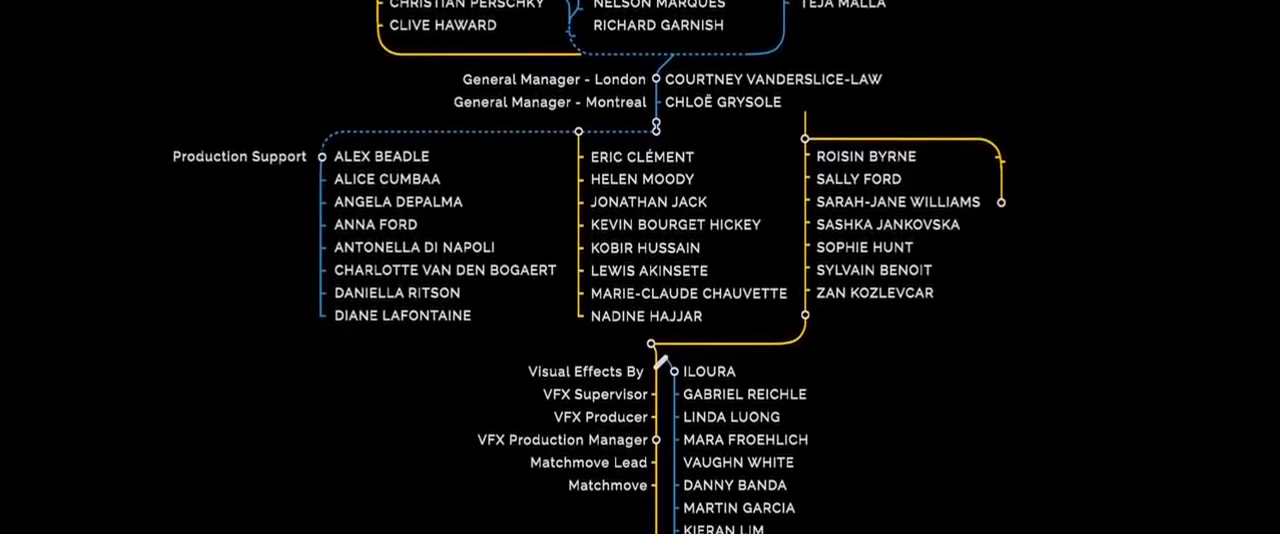 CHRISTIAN PERSCHKY NELSON MARQUES TEJA MALLA
CLIVE HAWARD RICHARD GARNISH
General Manager - London COURTNEY VANDERSLICE-LAW
General Manager - Montreal CHLOË GRYSOLE
Production Support ALEX BEADLE ERIC CLÉMENT ROISIN BYRNE
ALICE CUMBAA HELEN MOODY SALLY FORD
ANGELA DEPALMA JONATHAN JACK SARAH-JANE WILLIAMS
ANNA FORD KEVIN BOURGET HICKEY SASHKA JANKOVSKA
ANTONELLA DI NAPOLI KOBIR HUSSAIN SOPHIE HUNT
CHARLOTTE VAN DEN BOGAERT LEWIS AKINSETE SYLVAIN BENOIT
DANIELLA RITSON MARIE-CLAUDE CHAUVETTE ZAN KOZLEVCAR
DIANE LAFONTAINE NADINE HAJJAR
Visual Effects By ILOURA
VFX Supervisor GABRIEL REICHLE
VFX Producer LINDA LUONG
VFX Production Manager MARA FROEHLICH
Matchmove Lead VAUGHN WHITE
Matchmove DANNY BANDA
MARTIN GARCIA
KIERAN LIM